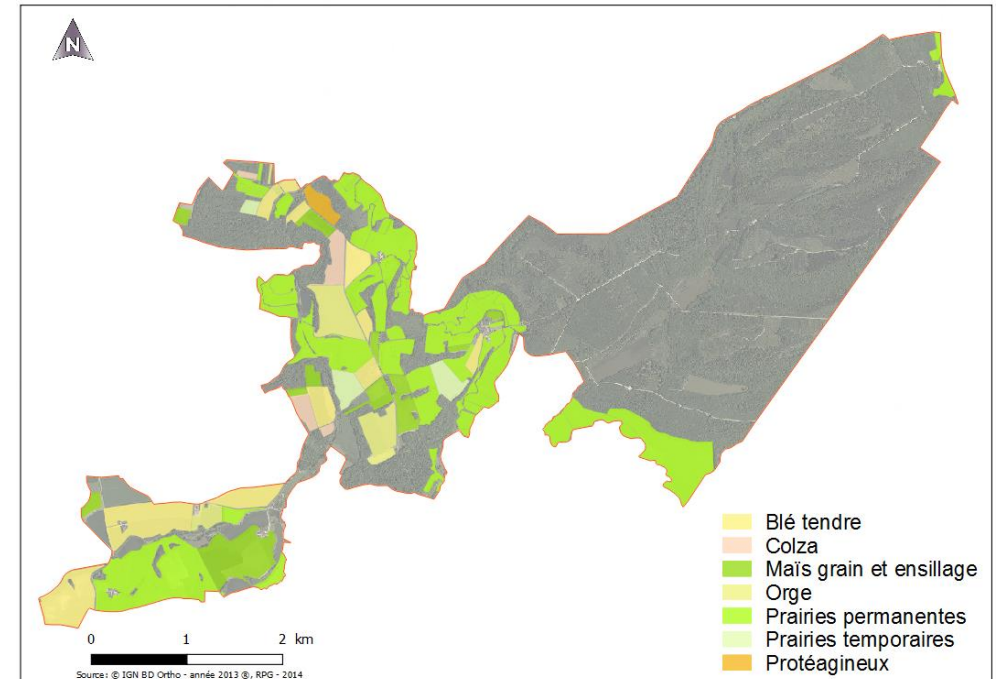 N
Blé tendre
Colza
Maïs grain et ensillage
Orge
Prairies permanentes
Prairies temporaires
Protéagineux
0 1 2 km
Source: © IGN BD Ortho - année 2013 ®, RPG - 2014